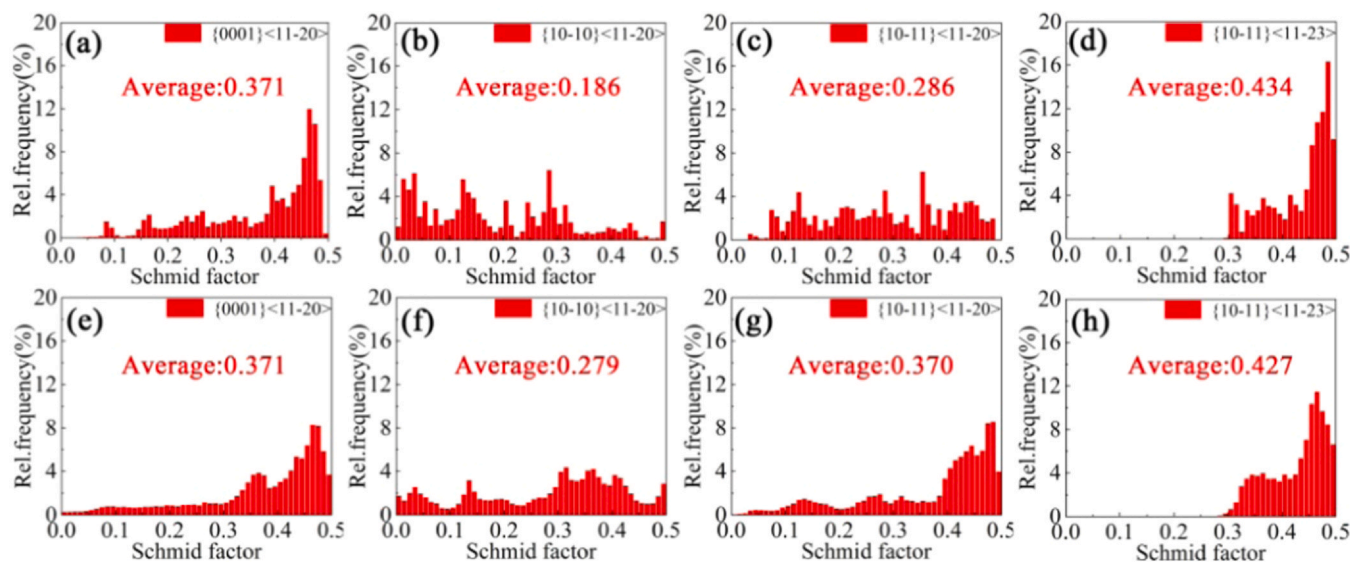 (a) {0001}<11-20>
Average:0.371
Rel.frequency(%)
20
16
12
8
4
0
0.0 0.1 0.2 0.3 0.4 0.5
Schmid factor
(b) {10-10}<11-20>
Average:0.186
Rel.frequency(%)
20
16
12
8
4
0
0.0 0.1 0.2 0.3 0.4 0.5
Schmid factor
(c) {10-11}<11-20>
Average:0.286
Rel.frequency(%)
20
16
12
8
4
0
0.0 0.1 0.2 0.3 0.4 0.5
Schmid factor
(d) {10-11}<11-23>
Average:0.434
Rel.frequency(%)
20
16
12
8
4
0
0.0 0.1 0.2 0.3 0.4 0.5
Schmid factor
(e) {0001}<11-20>
Average:0.371
Rel.frequency(%)
20
16
12
8
4
0
0.0 0.1 0.2 0.3 0.4 0.5
Schmid factor
(f) {10-10}<11-20>
Average:0.279
Rel.frequency(%)
20
16
12
8
4
0
0.0 0.1 0.2 0.3 0.4 0.5
Schmid factor
(g) {10-11}<11-20>
Average:0.370
Rel.frequency(%)
20
16
12
8
4
0
0.0 0.1 0.2 0.3 0.4 0.5
Schmid factor
(h) {10-11}<11-23>
Average:0.427
Rel.frequency(%)
20
16
12
8
4
0
0.0 0.1 0.2 0.3 0.4 0.5
Schmid factor